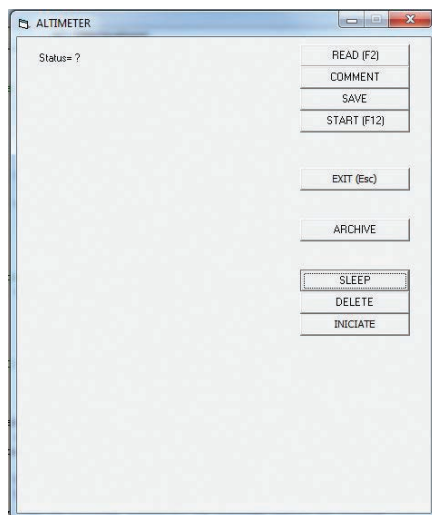 ALTIMETER
Status= ?
READ (F2)
COMMENT
SAVE
START (F12)
EXIT (Esc)
ARCHIVE
SLEEP
DELETE
INICIATE